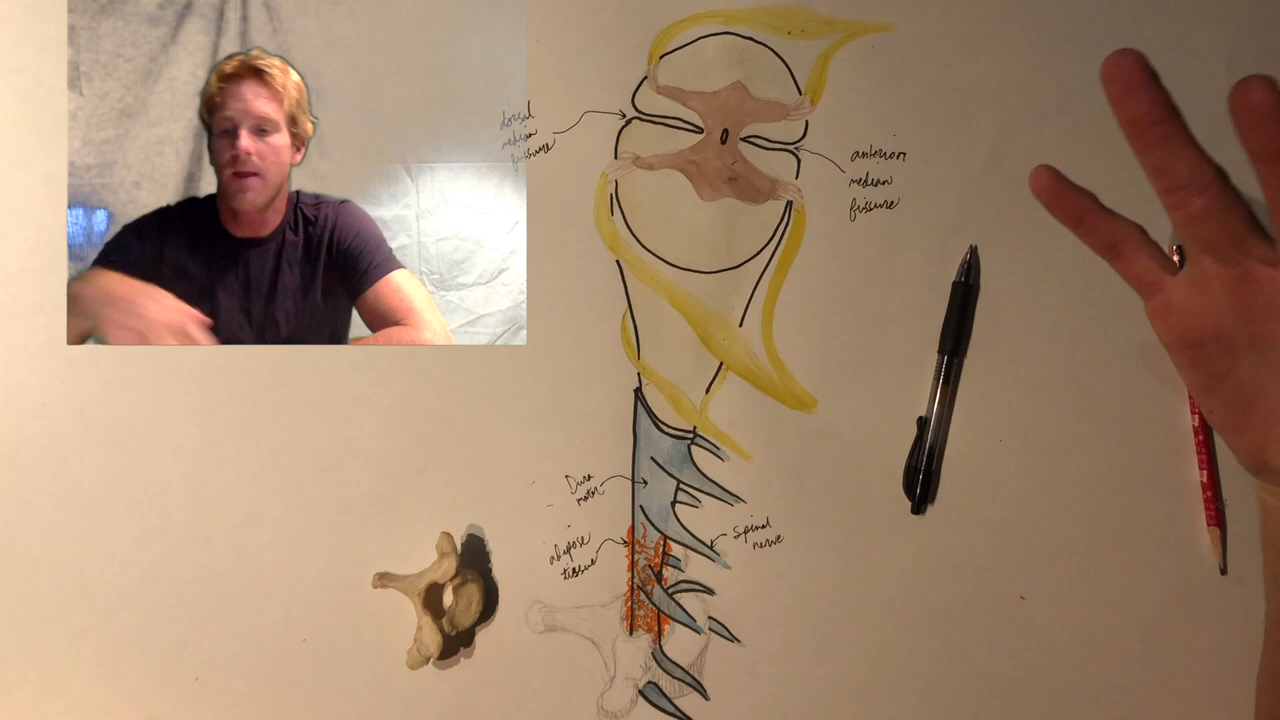 dorsal
median
fissure
anterior
median
fissure
Dura
mater
adipose
tissue
Spinal
nerve